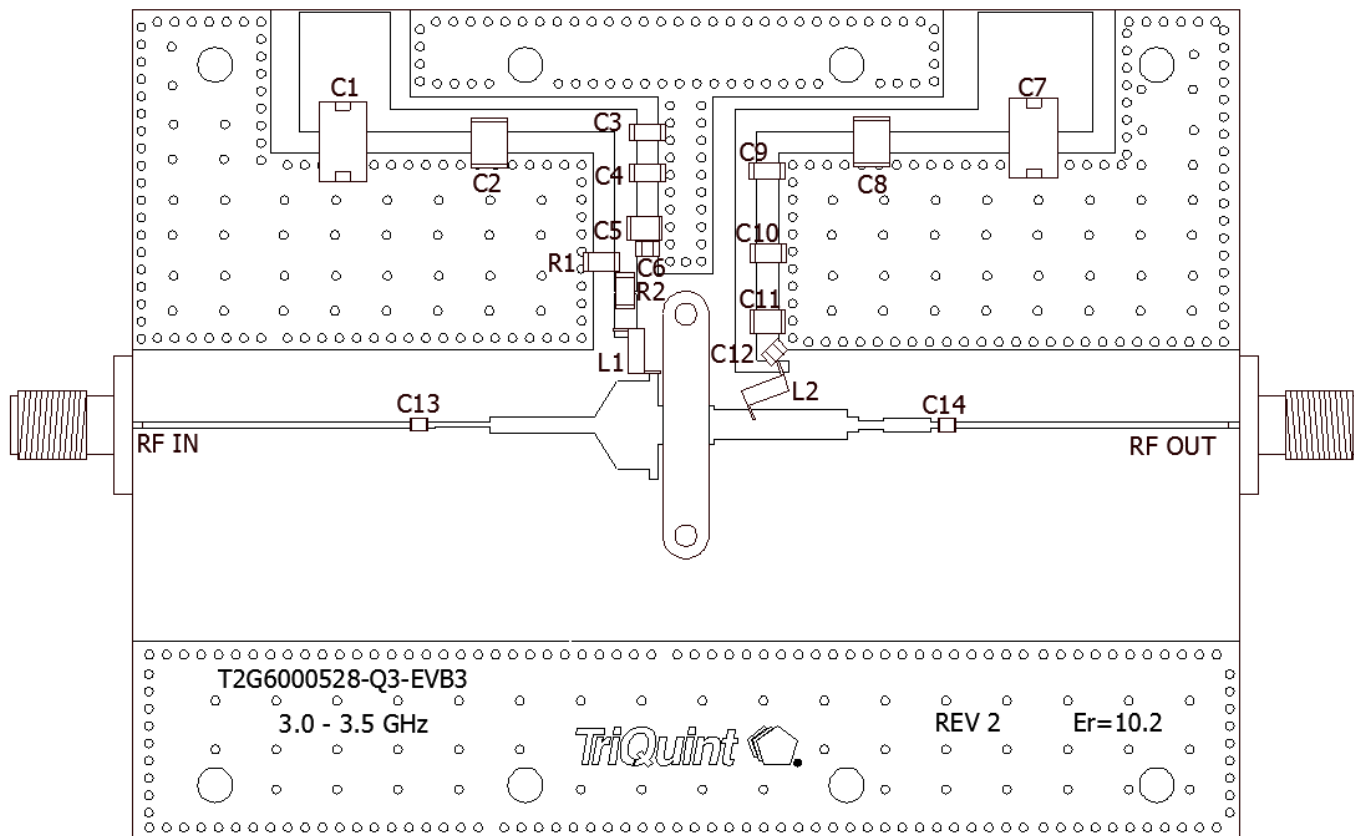 C1
C7
C3
C2
C4
C9
C8
C5
C10
R1
C6
R2
C11
L1
C12
L2
C13
C14
RF IN
RF OUT
T2G6000528-Q3-EVB3
3.0 - 3.5 GHz
TriQuint
REV 2
Er=10.2